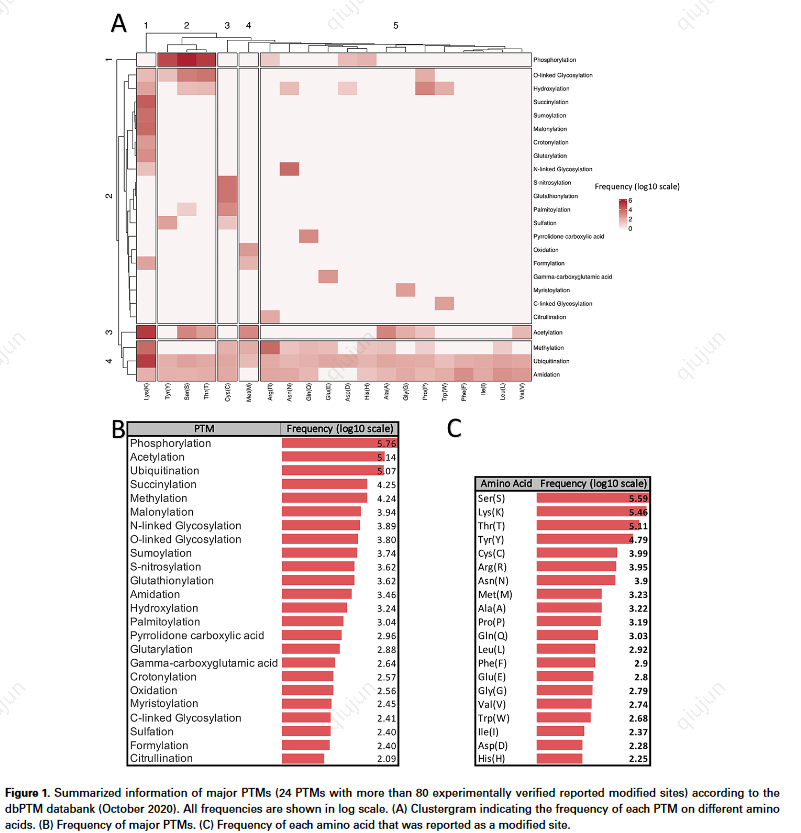 A
1 2 3 4 5
1
Phosphorylation
O-linked Glycosylation
Hydroxylation
Succinylation
Sumoylation
Malonylation
Crotonylation
Glutarylation
N-linked Glycosylation
S-nitrosylation
Glutathionylation
Palmitoylation
Sulfation
Pyrrolidone carboxylic acid
Oxidation
Formylation
Gamma-carboxyglutamic acid
Myristoylation
C-linked Glycosylation
Citrullination
Acetylation
Methylation
Ubiquitination
Amidation
2
3
4
Frequency (log10 scale)
6
4
2
0
Lys(K) Tyr(Y) Ser(S) Thr(T) Cys(C) Met(M) Arg(R) Asn(N) Gln(Q) Glu(E) Asp(D) His(H) Ala(A) Gly(G) Pro(P) Trp(W) Phe(F) Ile(I) Leu(L) Val(V)
B
PTM Frequency (log10 scale)
Phosphorylation 5.76
Acetylation 5.14
Ubiquitination 5.07
Succinylation 4.25
Methylation 4.24
Malonylation 3.94
N-linked Glycosylation 3.89
O-linked Glycosylation 3.80
Sumoylation 3.74
S-nitrosylation 3.62
Glutathionylation 3.62
Amidation 3.46
Hydroxylation 3.24
Palmitoylation 3.04
Pyrrolidone carboxylic acid 2.96
Glutarylation 2.88
Gamma-carboxyglutamic acid 2.64
Crotonylation 2.57
Oxidation 2.56
Myristoylation 2.45
C-linked Glycosylation 2.41
Sulfation 2.40
Formylation 2.40
Citrullination 2.09
C
Amino Acid Frequency (log10 scale)
Ser(S) 5.59
Lys(K) 5.46
Thr(T) 5.11
Tyr(Y) 4.79
Cys(C) 3.99
Arg(R) 3.95
Asn(N) 3.9
Met(M) 3.23
Ala(A) 3.22
Pro(P) 3.19
Gln(Q) 3.03
Leu(L) 2.92
Phe(F) 2.9
Glu(E) 2.8
Gly(G) 2.79
Val(V) 2.74
Trp(W) 2.68
Ile(I) 2.37
Asp(D) 2.28
His(H) 2.25
Figure 1. Summarized information of major PTMs (24 PTMs with more than 80 experimentally verified reported modified sites) according to the
dbPTM databank (October 2020). All frequencies are shown in log scale. (A) Clustergram indicating the frequency of each PTM on different amino
acids. (B) Frequency of major PTMs. (C) Frequency of each amino acid that was reported as a modified site.
qiujun
qiujun
qiujun
qiujun
qiujun